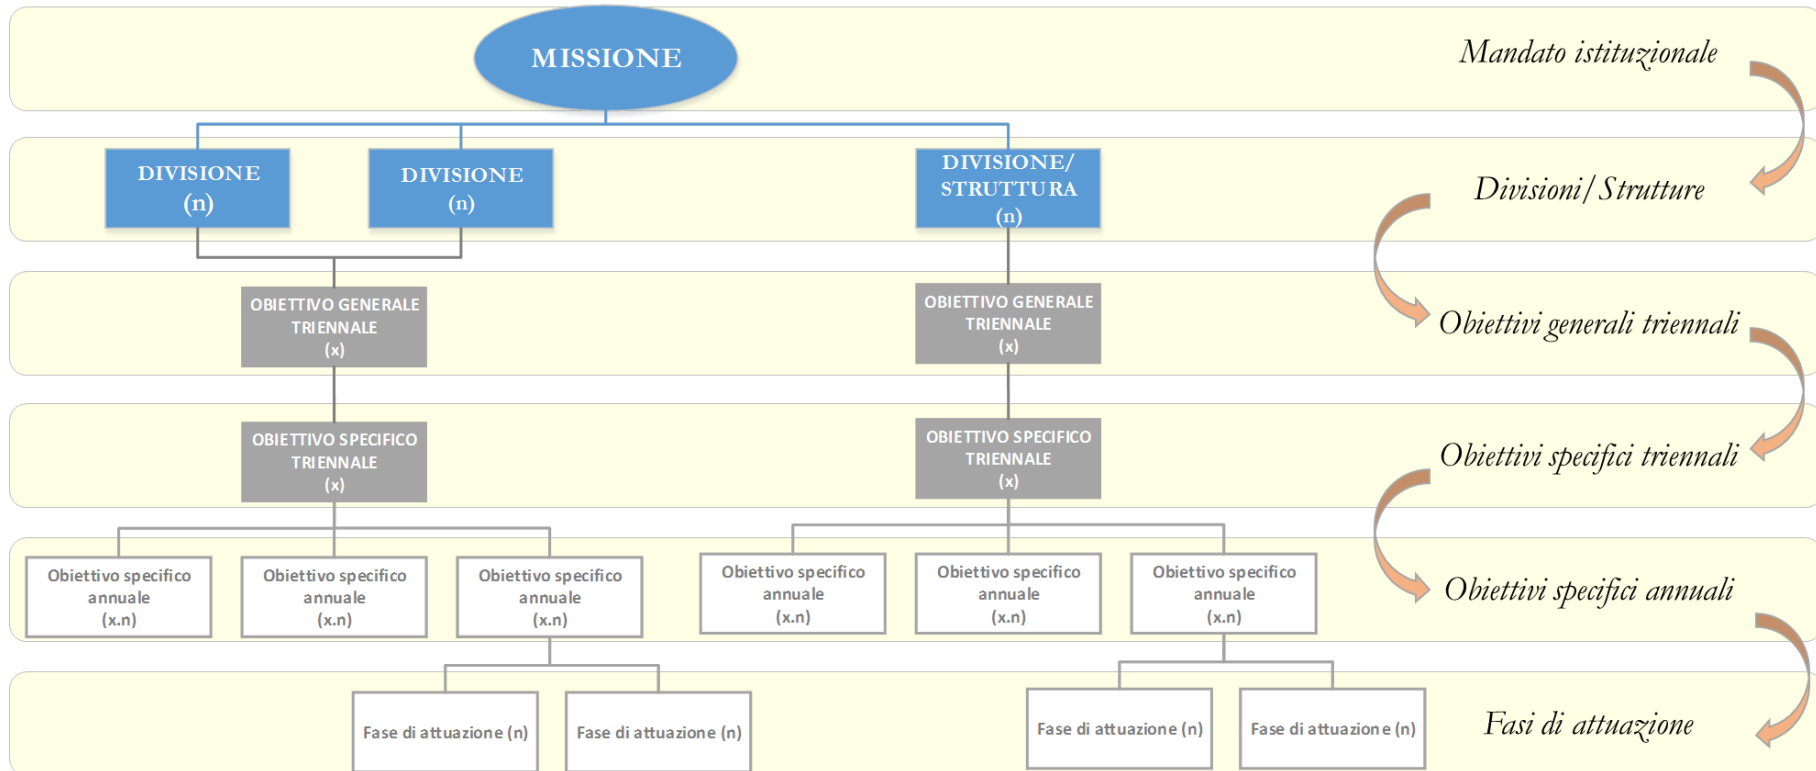 MISSIONE
Mandato istituzionale
DIVISIONE
(n)
DIVISIONE
(n)
DIVISIONE/
STRUTTURA
(n)
Divisioni/Strutture
OBIETTIVO GENERALE
TRIENNALE
(x)
OBIETTIVO GENERALE
TRIENNALE
(x)
Obiettivi generali triennali
OBIETTIVO SPECIFICO
TRIENNALE
(x)
OBIETTIVO SPECIFICO
TRIENNALE
(x)
Obiettivi specifici triennali
Obiettivo specifico
annuale
(x.n)
Obiettivo specifico
annuale
(x.n)
Obiettivo specifico
annuale
(x.n)
Obiettivo specifico
annuale
(x.n)
Obiettivo specifico
annuale
(x.n)
Obiettivo specifico
annuale
(x.n)
Obiettivi specifici annuali
Fase di attuazione (n)
Fase di attuazione (n)
Fase di attuazione (n)
Fase di attuazione (n)
Fasi di attuazione